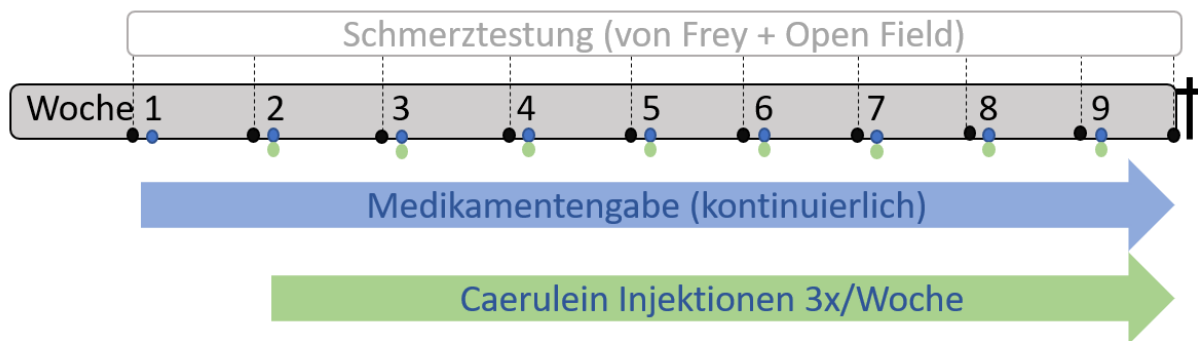 Schmerztestung (von Frey + Open Field)
Woche 1 2 3 4 5 6 7 8 9
Medikamentengabe (kontinuierlich)
Caerulein Injektionen 3x/Woche